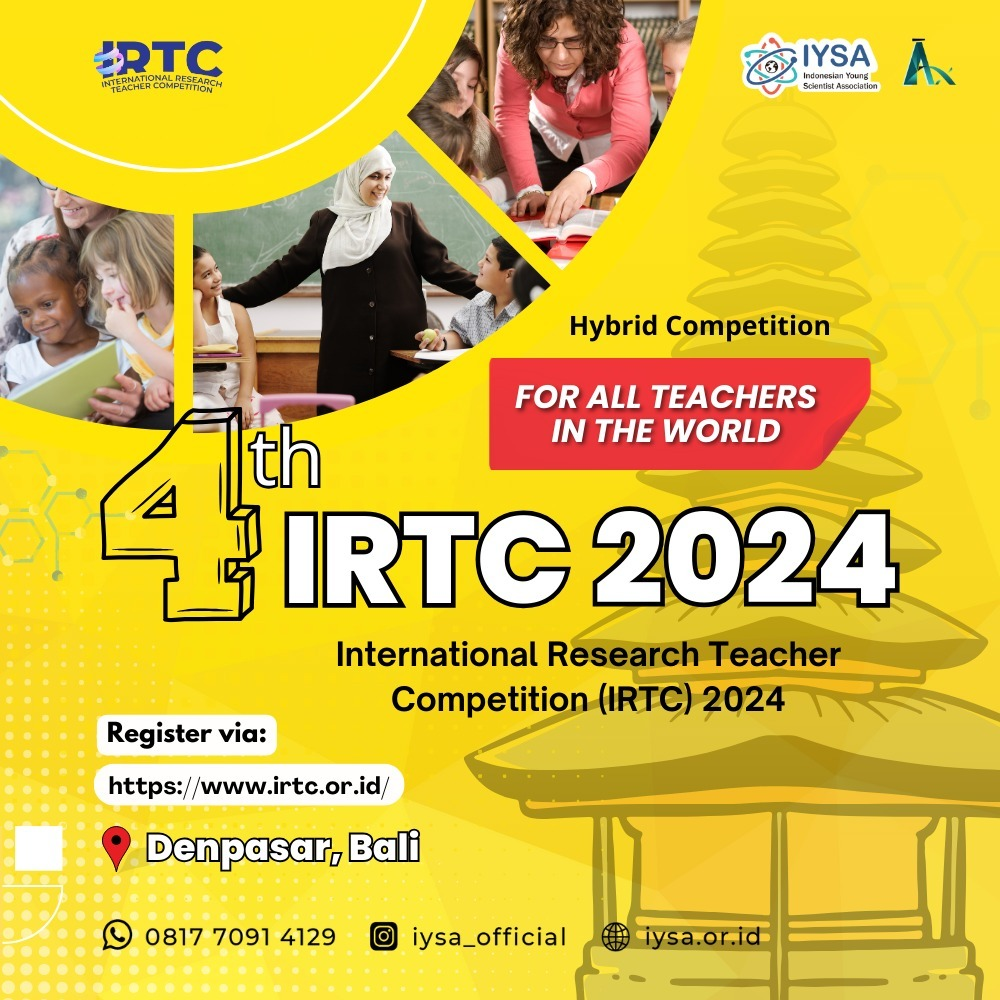 IRTC
INTERNATIONAL RESEARCH
TEACHER COMPETITION
IYSA
Indonesian Young
Scientist Association
Hybrid Competition
FOR ALL TEACHERS
IN THE WORLD
4th
IRTC 2024
International Research Teacher
Competition (IRTC) 2024
Register via:
https://www.irtc.or.id/
Denpasar, Bali
0817 7091 4129
iysa_official
iysa.or.id